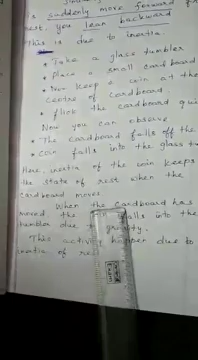 suddenly move forward
you lean backward
This is due to inertia.
• Take a glass tumbler
• Place a small cardboard
• Now keep a coin at the
centre of cardboard.
• flick the cardboard
Now you can observe
• The cardboard falls off the
• coin falls into the glass
Here, inertia of the coin keeps
the state of rest when the
cardboard moves.
When the cardboard has
moved the falls into the
tumbler due gravity.
This activity happen due to
inertia of